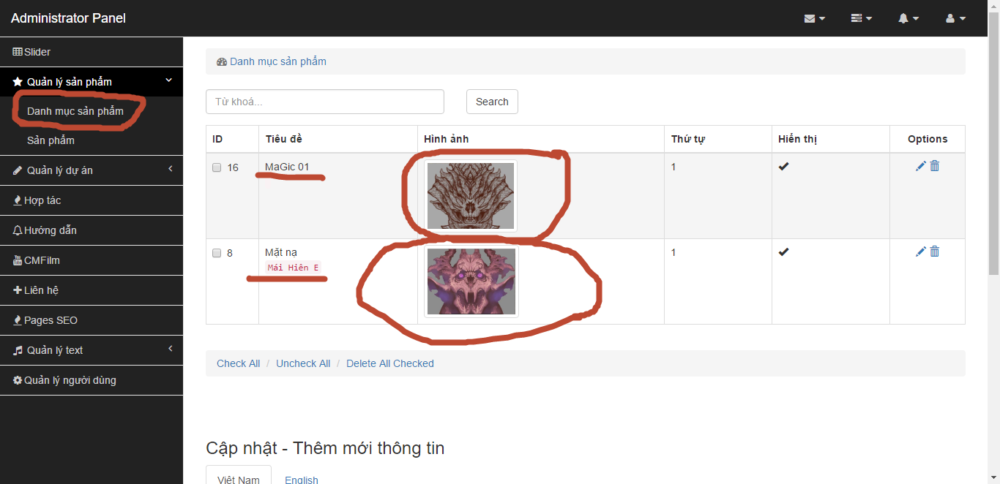 Administrator Panel
Slider
Quản lý sản phẩm
Danh mục sản phẩm
Sản phẩm
Quản lý dự án
Hợp tác
Hướng dẫn
CMFilm
Liên hệ
Pages SEO
Quản lý text
Quản lý người dùng
Danh mục sản phẩm
Từ khoá...
Search
ID Tiêu đề Hình ảnh Thứ tự Hiển thị Options
16 MaGic 01 1
8 Mặt nạ 1
Mái Hiên E
Check All / Uncheck All / Delete All Checked
Cập nhật - Thêm mới thông tin
Việt Nam English